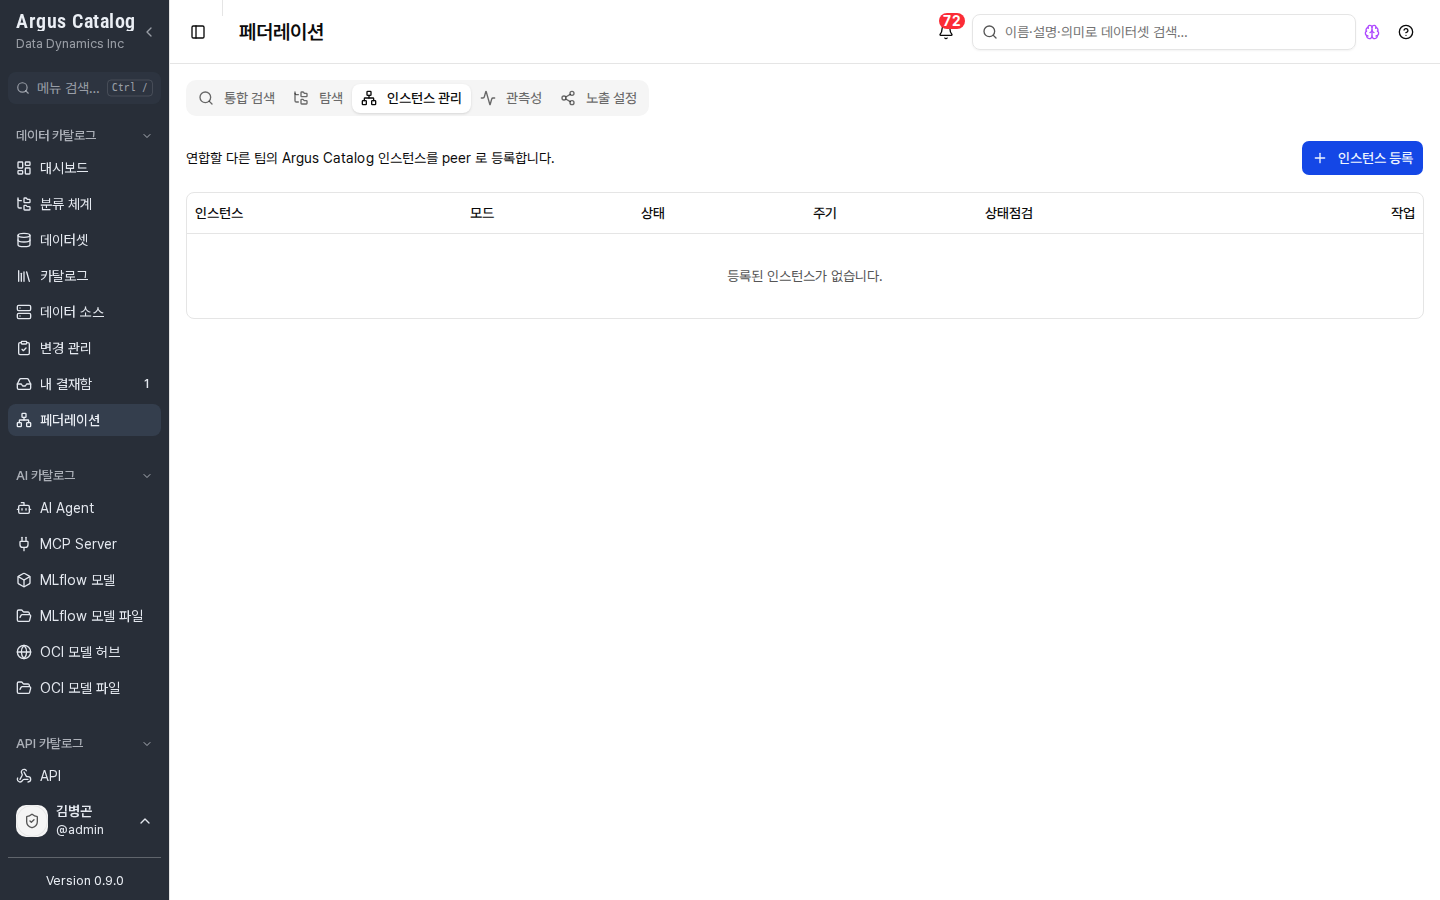 Argus Catalog
Data Dynamics Inc
메뉴 검색... Ctrl /
데이터 카탈로그
대시보드
분류 체계
데이터셋
카탈로그
데이터 소스
변경 관리
내 결재함 1
페더레이션
AI 카탈로그
AI Agent
MCP Server
MLflow 모델
MLflow 모델 파일
OCI 모델 허브
OCI 모델 파일
API 카탈로그
API
김병곤
@admin
Version 0.9.0
페더레이션
72
이름·설명·의미로 데이터셋 검색...
통합 검색 탐색 인스턴스 관리 관측성 노출 설정
연합할 다른 팀의 Argus Catalog 인스턴스를 peer 로 등록합니다.
인스턴스 등록
인스턴스 모드 상태 주기 상태점검 작업
등록된 인스턴스가 없습니다.